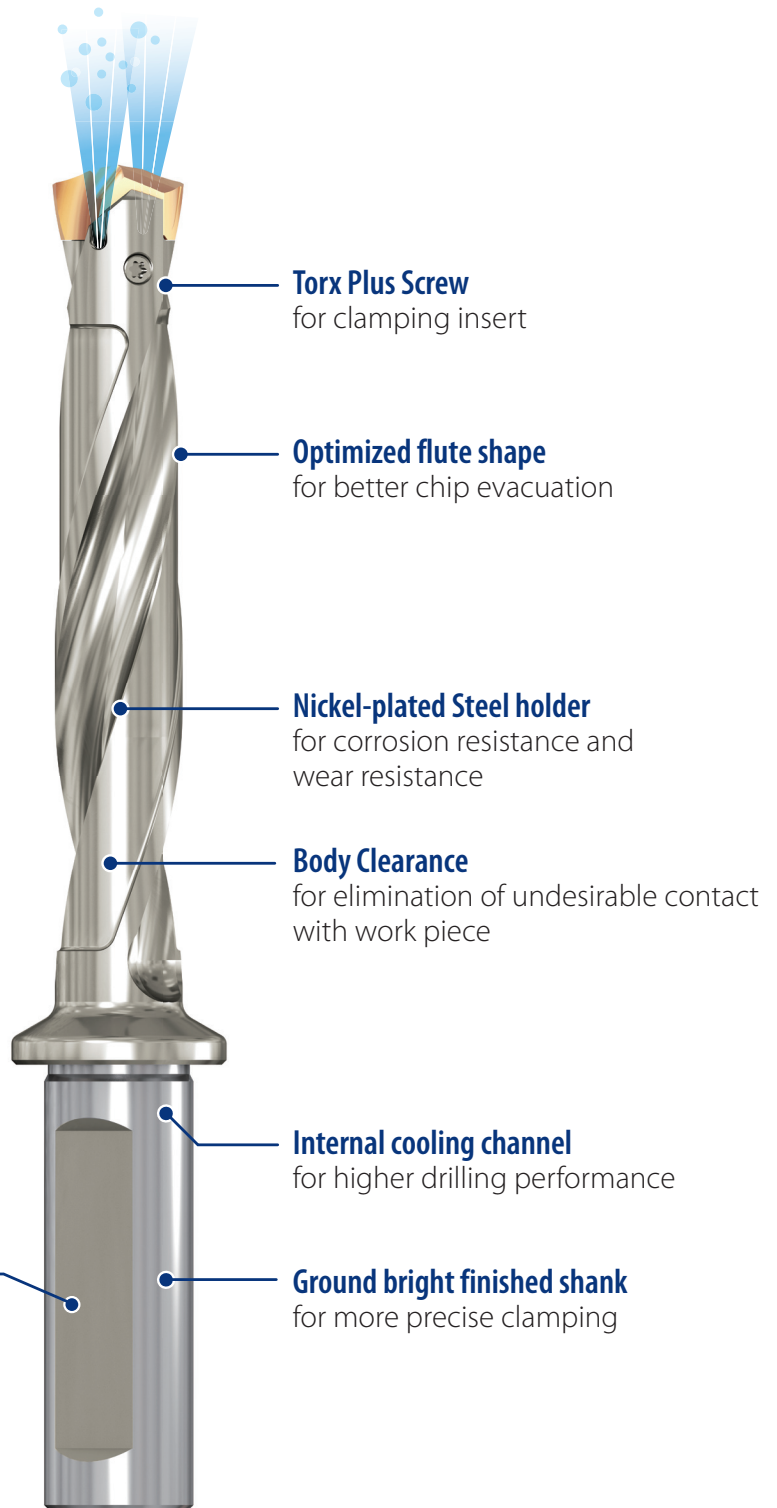 Torx Plus Screw
for clamping insert
Optimized flute shape
for better chip evacuation
Nickel-plated Steel holder
for corrosion resistance and
wear resistance
Body Clearance
for elimination of undesirable contact
with work piece
Internal cooling channel
for higher drilling performance
Ground bright finished shank
for more precise clamping